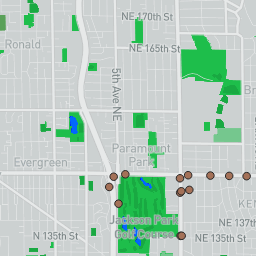 NE 170th St
Ronald
NE 165th St
5th Ave NE
Paramount
Park
Evergreen
Jackson Park
Golf Course
N 135th St
NE 137th
NE 135th St